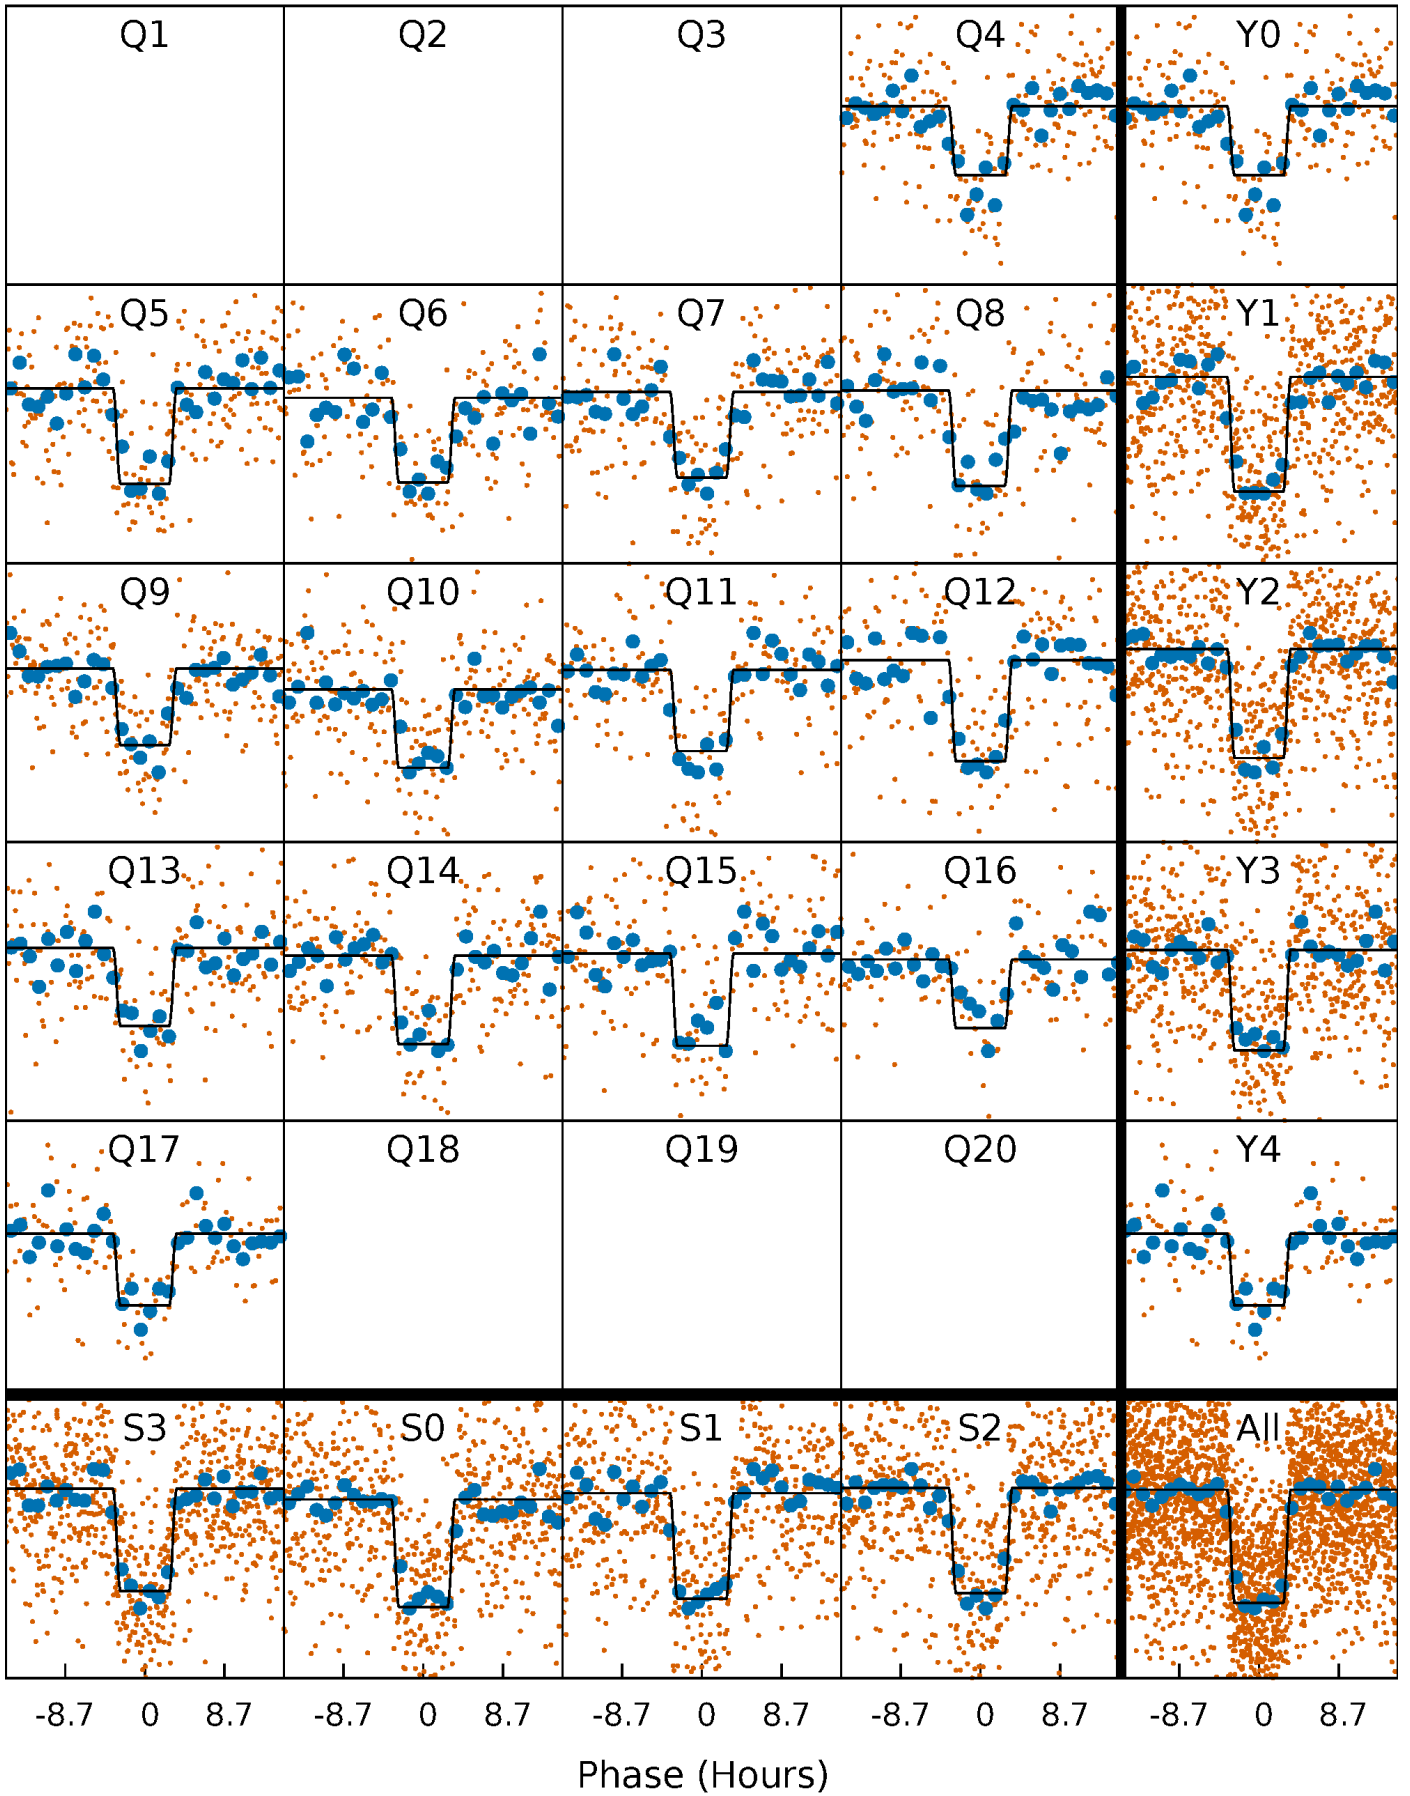 Q1 Q2 Q3 Q4 Y0
Q5 Q6 Q7 Q8 Y1
Q9 Q10 Q11 Q12 Y2
Q13 Q14 Q15 Q16 Y3
Q17 Q18 Q19 Q20 Y4
S3 S0 S1 S2 All
-8.7 0 8.7 -8.7 0 8.7 -8.7 0 8.7 -8.7 0 8.7 -8.7 0 8.7
Phase (Hours)